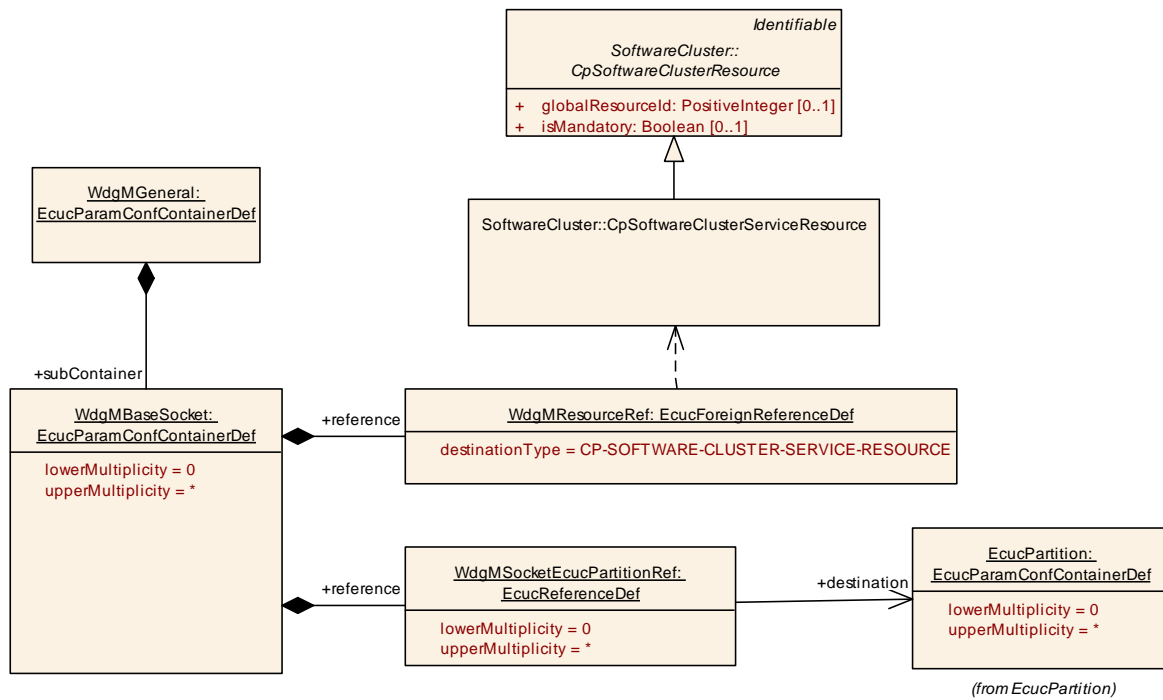 Identifiable
SoftwareCluster::
CpSoftwareClusterResource
+ globalResourceId: PositiveInteger [0..1]
+ isMandatory: Boolean [0..1]
WdgMGeneral:
EcucParamConfContainerDef
SoftwareCluster::CpSoftwareClusterServiceResource
+subContainer
WdgMBaseSocket:
EcucParamConfContainerDef
lowerMultiplicity = 0
upperMultiplicity = *
+reference
WdgMResourceRef: EcucForeignReferenceDef
destinationType = CP-SOFTWARE-CLUSTER-SERVICE-RESOURCE
+reference
WdgMSocketEcucPartitionRef:
EcucReferenceDef
lowerMultiplicity = 0
upperMultiplicity = *
+destination
EcucPartition:
EcucParamConfContainerDef
lowerMultiplicity = 0
upperMultiplicity = *
(from EcucPartition)